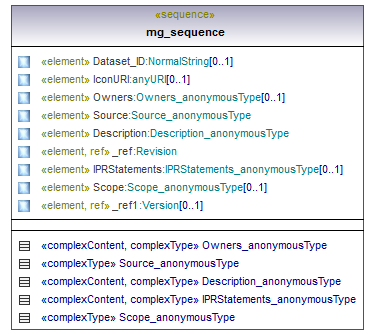 «sequence»
mg_sequence
«element» Dataset_ID:NormalString[0..1]
«element» IconURI:anyURI[0..1]
«element» Owners:Owners_anonymousType[0..1]
«element» Source:Source_anonymousType
«element» Description:Description_anonymousType
«element, ref» _ref:Revision
«element» IPRStatements:IPRStatements_anonymousType[0..1]
«element» Scope:Scope_anonymousType[0..1]
«element, ref» _ref1:Version[0..1]
«complexContent, complexType» Owners_anonymousType
«complexType» Source_anonymousType
«complexContent, complexType» Description_anonymousType
«complexContent, complexType» IPRStatements_anonymousType
«complexType» Scope_anonymousType